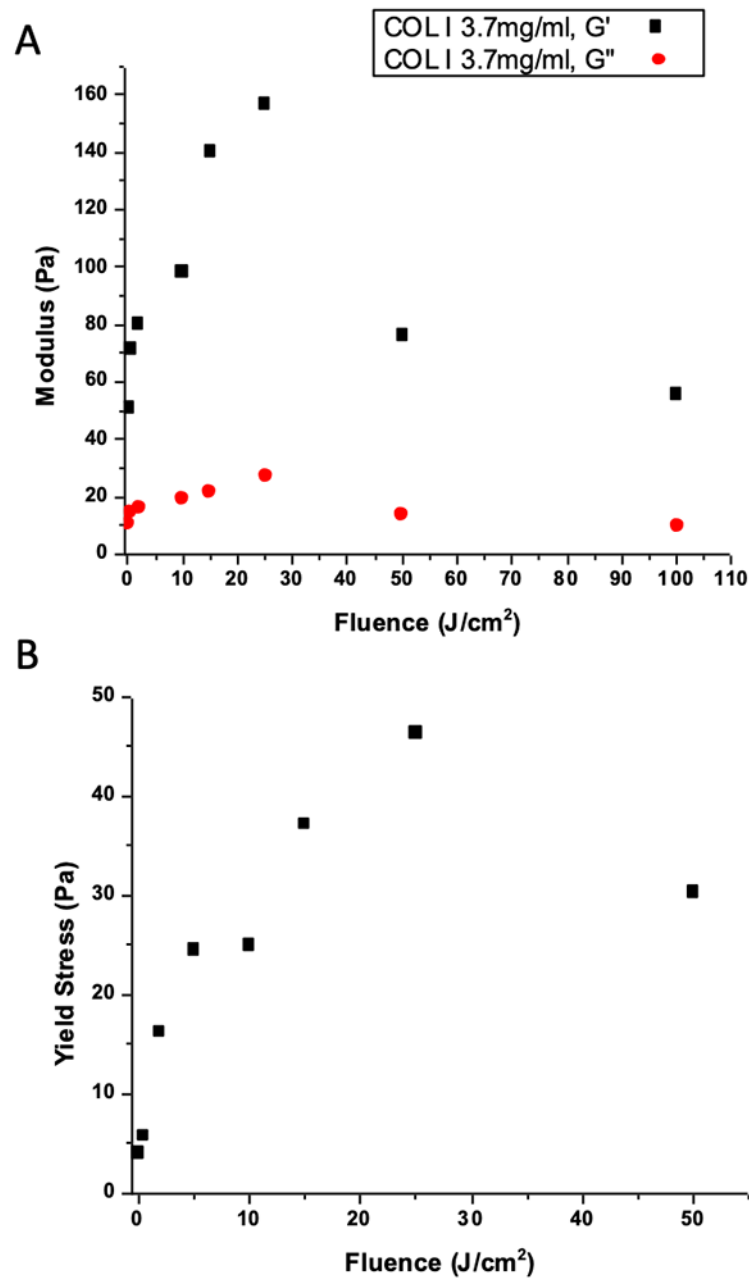 A
COL I 3.7mg/ml, G'
COL I 3.7mg/ml, G"
160
140
120
100
80
60
40
20
0
Modulus (Pa)
0 10 20 30 40 50 60 70 80 90 100 110
Fluence (J/cm²)
B
50
40
30
20
10
0
Yield Stress (Pa)
0 10 20 30 40 50
Fluence (J/cm²)